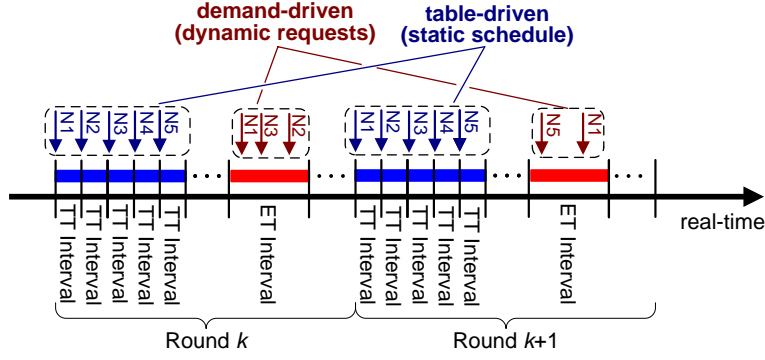 demand-driven
(dynamic requests)
table-driven
(static schedule)
N1 N2 N3 N4 N5
N1 N3 N2
N1 N2 N3 N4 N5
N5 N1
... ... ... ...
real-time
TT Interval TT Interval TT Interval TT Interval TT Interval
ET Interval
TT Interval TT Interval TT Interval TT Interval TT Interval
ET Interval
Round k
Round k+1